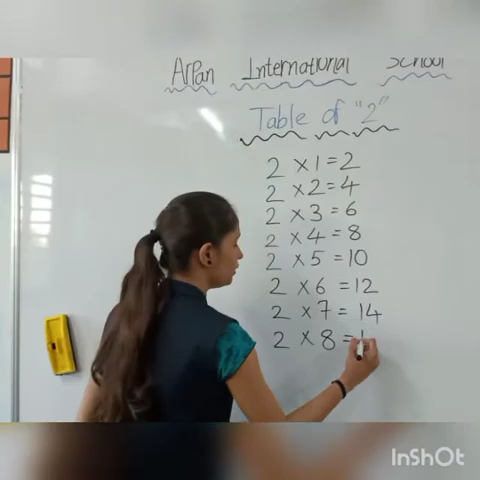 Arpan International School
Table of "2"
2 × 1 = 2
2 × 2 = 4
2 × 3 = 6
2 × 4 = 8
2 × 5 = 10
2 × 6 = 12
2 × 7 = 14
2 × 8 = 1
InShOt